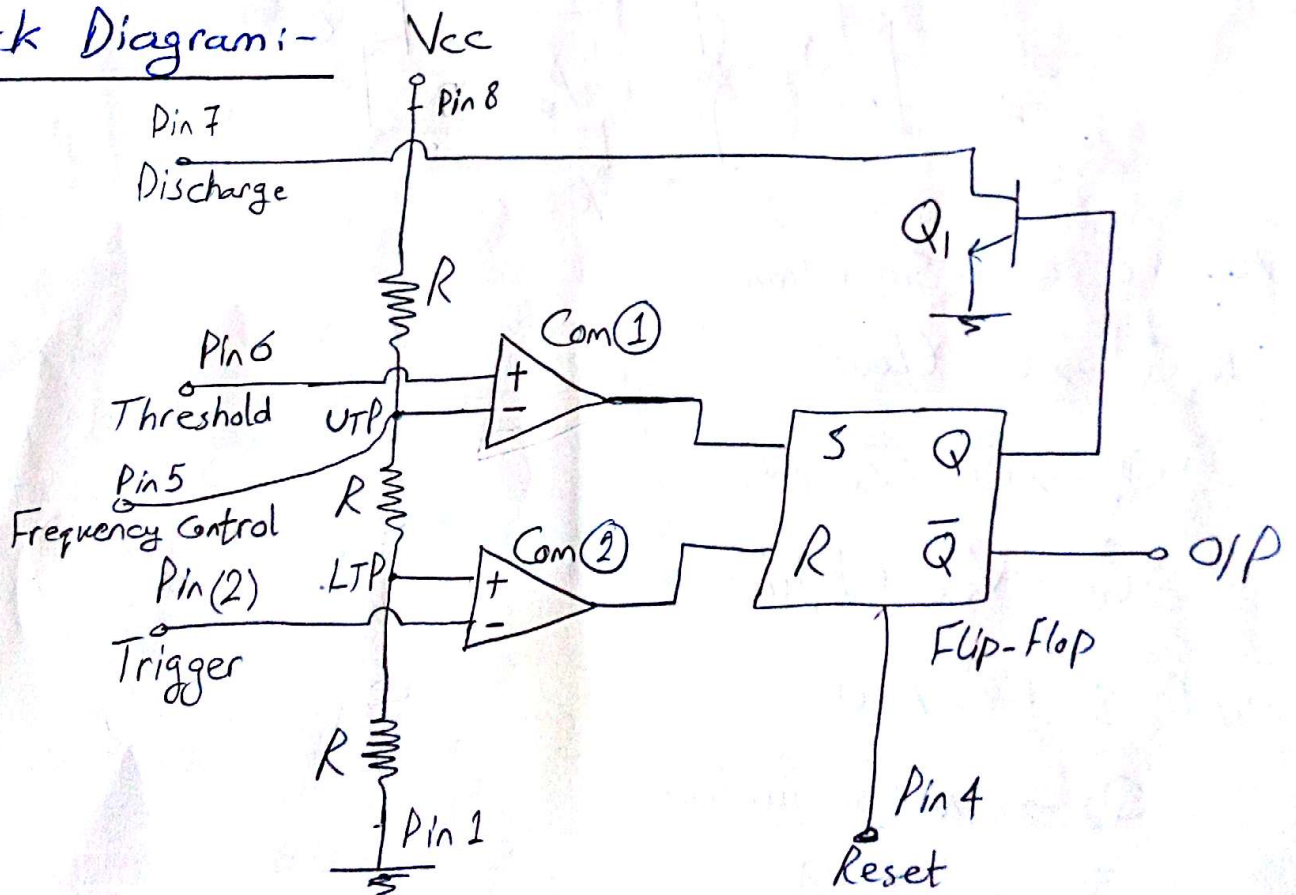 k Diagram:-
Vcc
Pin 8
Pin 7
Discharge
Q1
R
Pin 6
Com ①
Threshold
UTP
+
-
S
Q
Pin 5
R
Frequency Control
Com ②
Pin (2)
.LTP
+
-
R
Q̅
O/P
Trigger
Flip-Flop
R
Pin 4
Pin 1
Reset